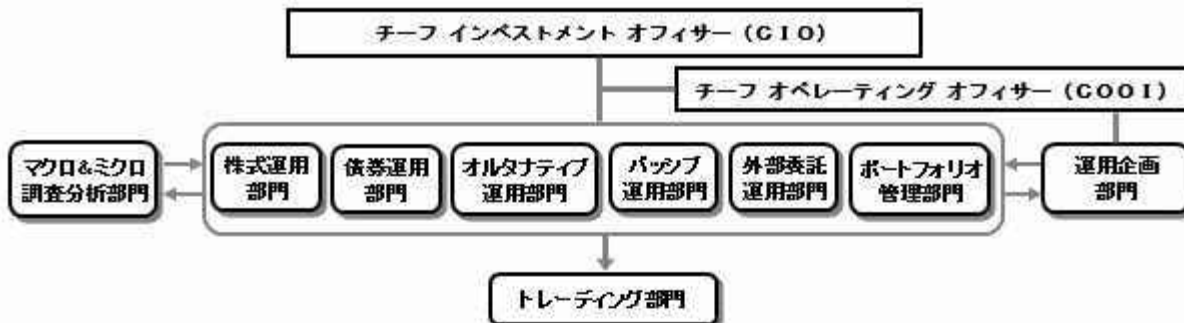 チーフ インベストメント オフィサー（CIO）
チーフ オペレーティング オフィサー（COOI）
マクロ&ミクロ
調査分析部門
株式運用
部門
債券運用
部門
オルタナティブ
運用部門
パッシブ
運用部門
外部委託
運用部門
ポートフォリオ
管理部門
運用企画
部門
トレーディング部門